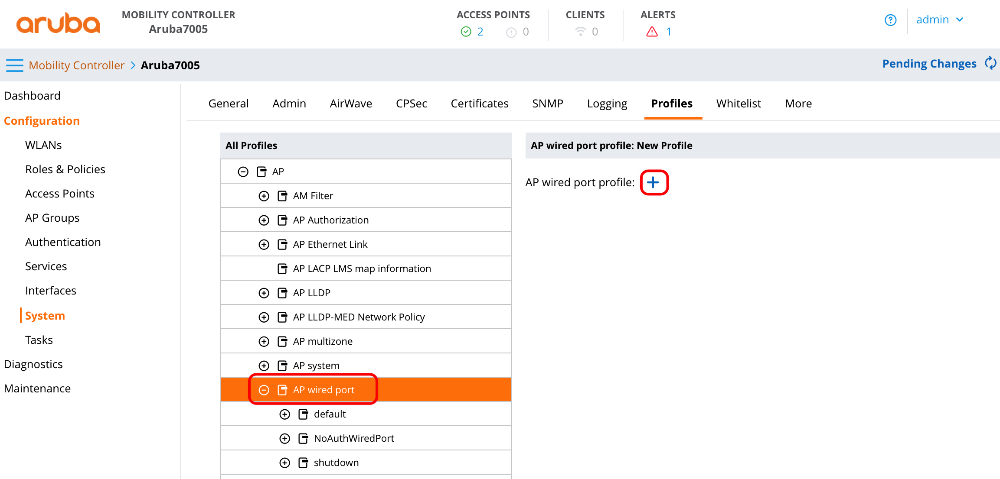 aruba
MOBILITY CONTROLLER
Aruba7005
ACCESS POINTS
2
0
CLIENTS
0
ALERTS
1
admin
Mobility Controller > Aruba7005
Pending Changes
Dashboard
Configuration
WLANs
Roles & Policies
Access Points
AP Groups
Authentication
Services
Interfaces
System
Tasks
Diagnostics
Maintenance
General Admin AirWave CPSec Certificates SNMP Logging Profiles Whitelist More
All Profiles
AP
AM Filter
AP Authorization
AP Ethernet Link
AP LACP LMS map information
AP LLDP
AP LLDP-MED Network Policy
AP multizone
AP system
AP wired port
default
NoAuthWiredPort
shutdown
AP wired port profile: New Profile
AP wired port profile: +